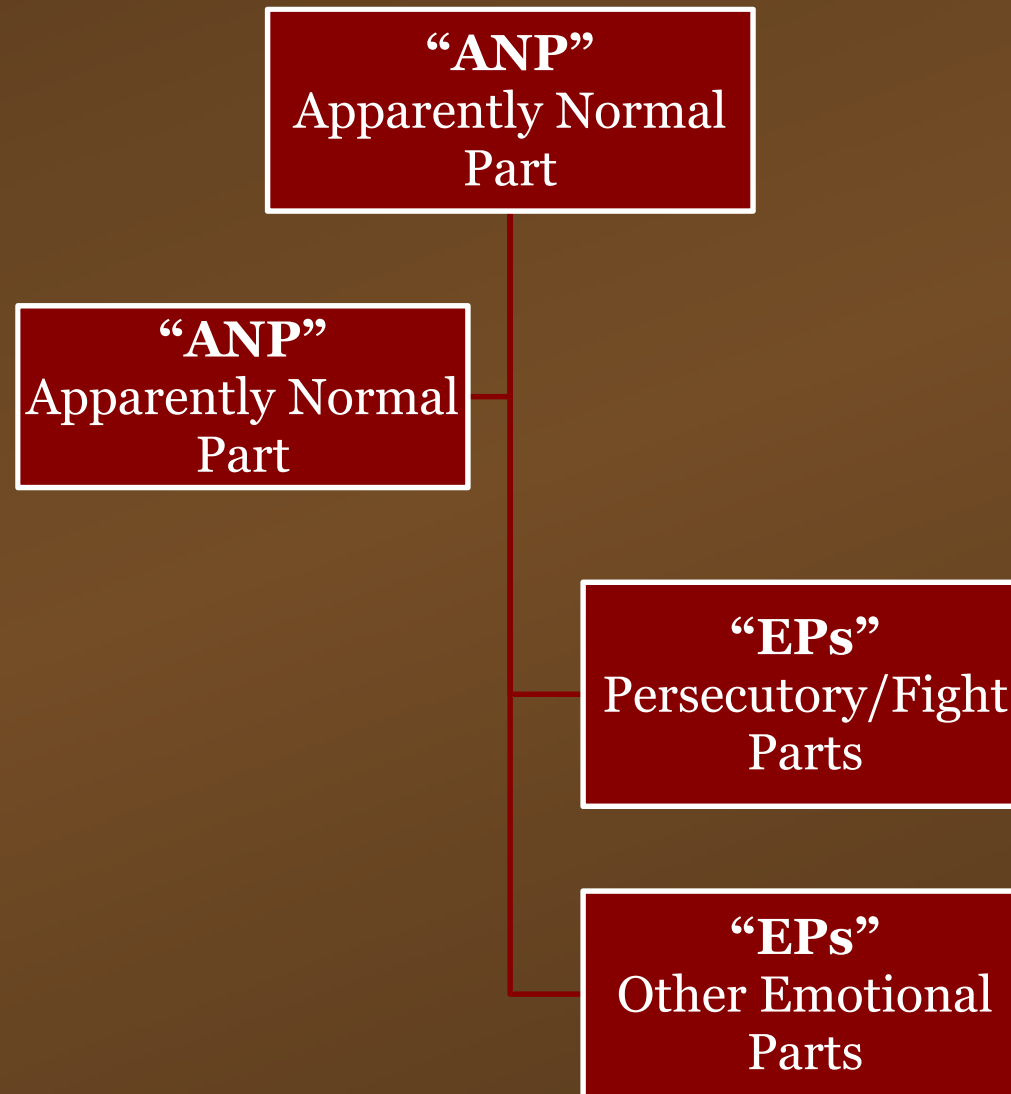 “ANP”
Apparently Normal
Part
“ANP”
Apparently Normal
Part
“EPs”
Persecutory/Fight
Parts
“EPs”
Other Emotional
Parts